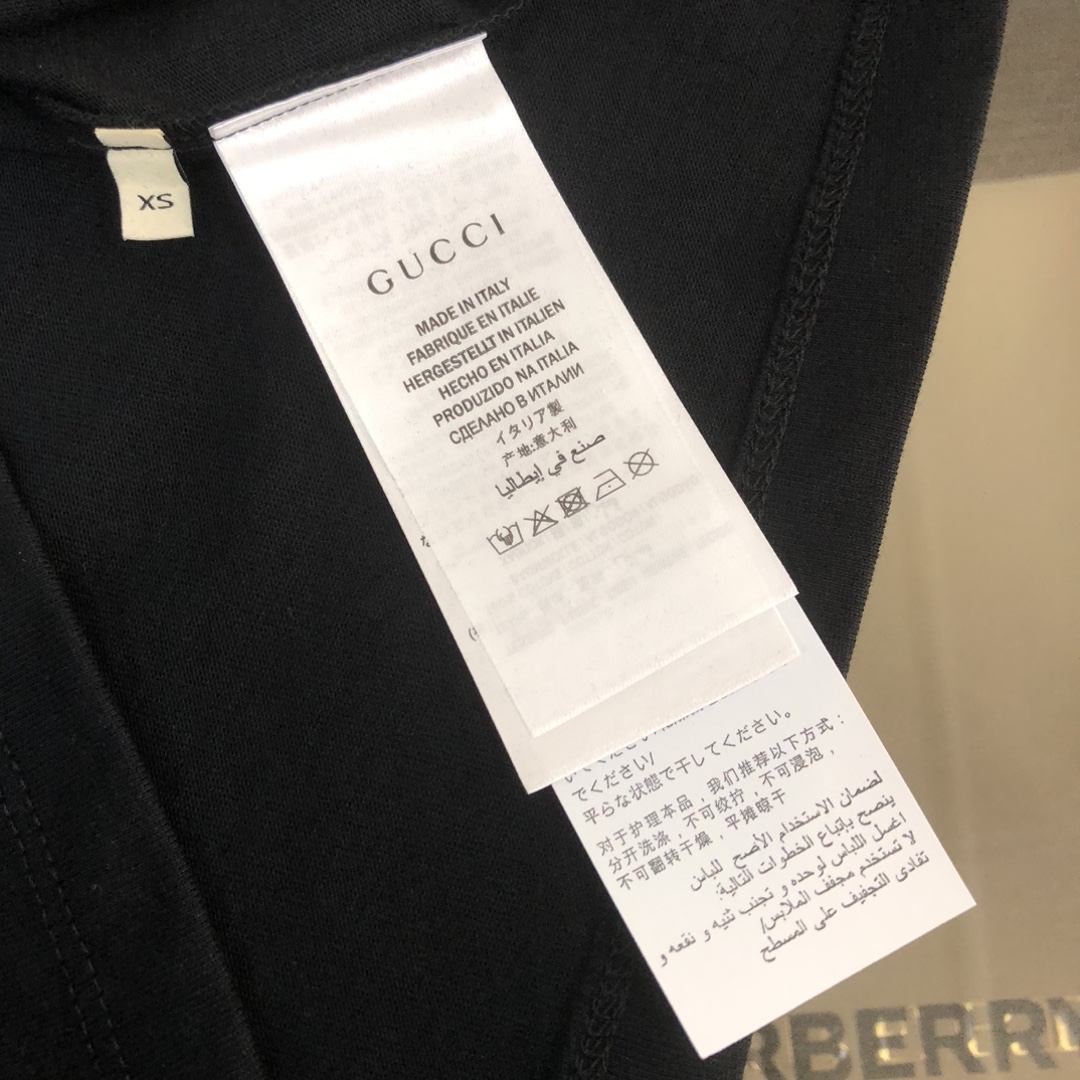 XS
GUCCI
MADE IN ITALY
FABRIQUE EN ITALIE
HERGESTELLT IN ITALIEN
HECHO EN ITALIA
PRODUZIDO NA ITALIA
СДЕЛАНО В ИТАЛИИ
イタリア製
产地:意大利
صنع في إيطاليا
でください/
平らな状態で干してください。
对于护理本品，我们推荐以下方式：
分开洗涤，不可绞拧，不可浸泡，
不可翻转干燥，平摊晾干
لضمان الاستخدام الأصح للباس
ينصح بإتباع الخطوات التالية:
اغسل اللباس لوحده و تجنب ثنيه و نقعه و
لا تستخدم مجفف الملابس/
تفادى التجفيف على المسطح
RBERRY